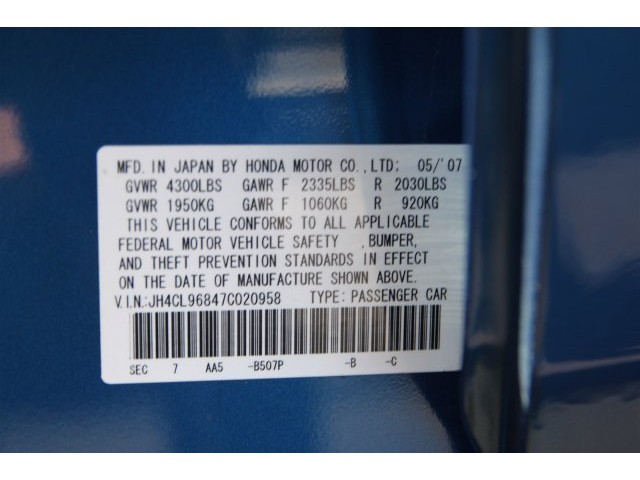 MFD. IN JAPAN BY HONDA MOTOR CO.,LTD: 05/'07
GVWR 4300LBS GAWR F 2335LBS R 2030LBS
GVWR 1950KG GAWR F 1060KG R 920KG
THIS VEHICLE CONFORMS TO ALL APPLICABLE
FEDERAL MOTOR VEHICLE SAFETY ,BUMPER,
AND THEFT PREVENTION STANDARDS IN EFFECT
ON THE DATE OF MANUFACTURE SHOWN ABOVE.
V.I.N:JH4CL96847C020958 TYPE: PASSENGER CAR
SEC 7 AA5 -B507P -B -C